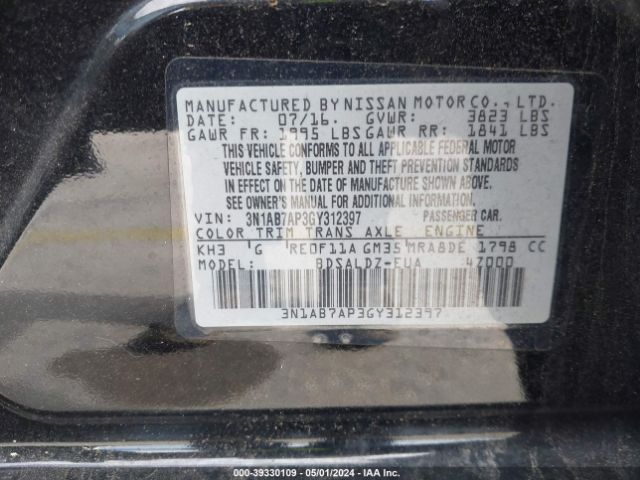 MANUFACTURED BY NISSAN MOTOR CO., LTD.
DATE: 07/16. GVWR: 3823 LBS
GAWR FR: 1995 LBS GAWR RR: 1841 LBS
THIS VEHICLE CONFORMS TO ALL APPLICABLE FEDERAL MOTOR
VEHICLE SAFETY, BUMPER AND THEFT PREVENTION STANDARDS
IN EFFECT ON THE DATE OF MANUFACTURE SHOWN ABOVE.
SEE OWNER'S MANUAL FOR ADDITIONAL INFORMATION.
VIN: 3N1AB7AP3GY312397 PASSENGER CAR.
COLOR TRIM TRANS AXLE ENGINE
KH3 G RE0F11A GM35 MRA8DE 1798 CC
MODEL: BDSALDZ-EUA 4Z000
3N1AB7AP3GY312397
000-39330109 - 05/01/2024 - © IAA Inc.